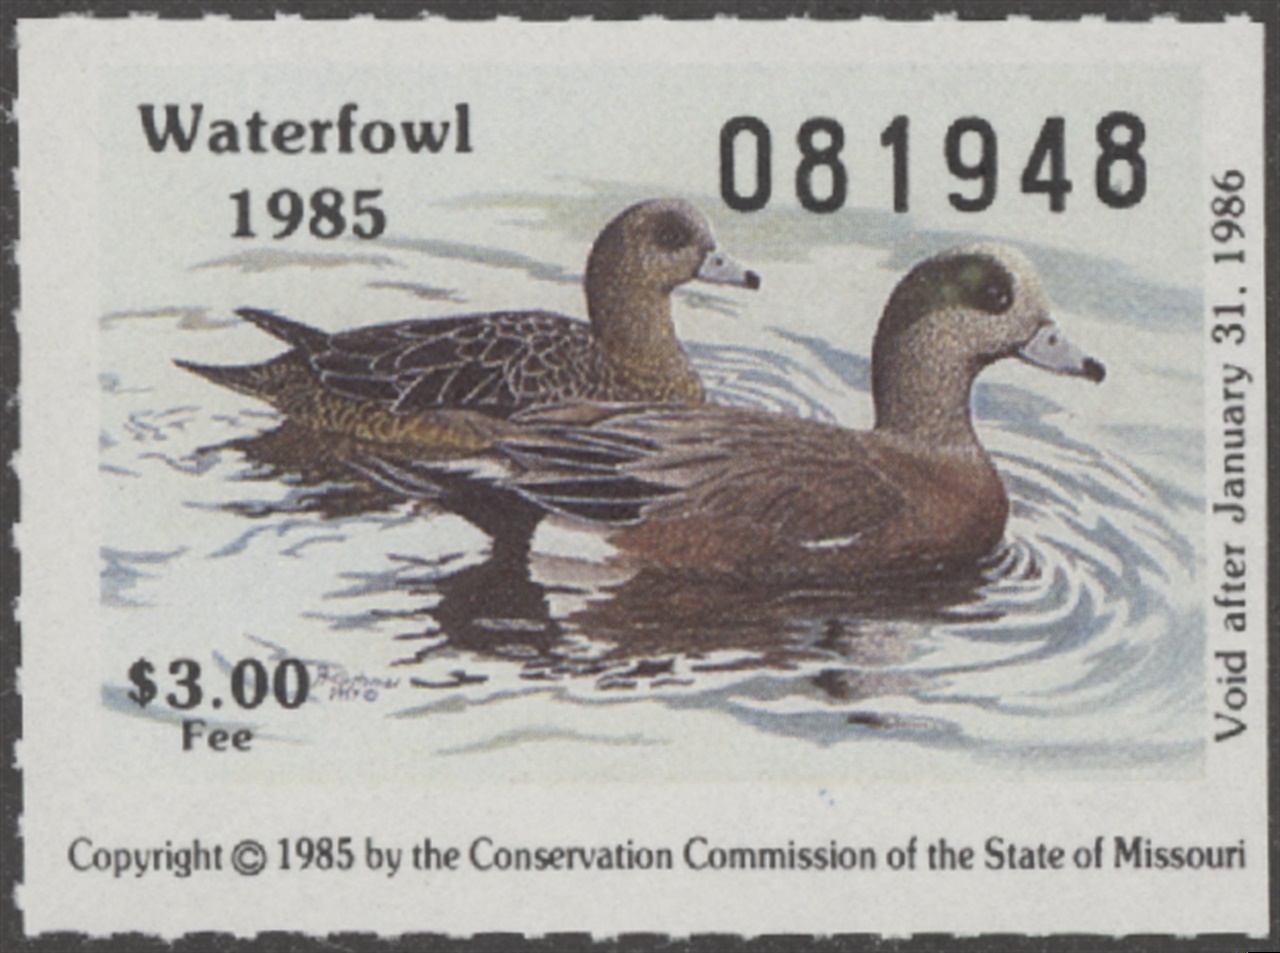 Waterfowl
1985
081948
Void after January 31, 1986
$3.00
Fee
Copyright © 1985 by the Conservation Commission of the State of Missouri